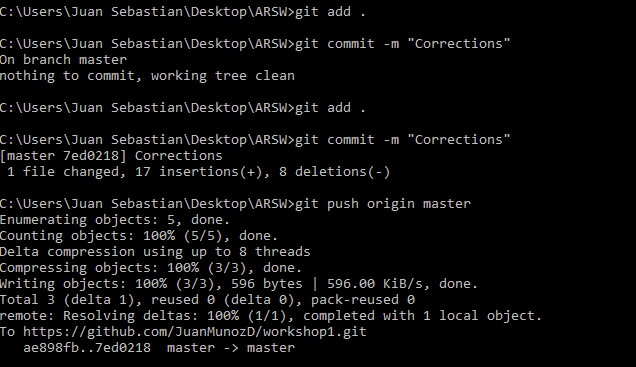 C:\Users\Juan Sebastian\Desktop\ARSW>git add .
C:\Users\Juan Sebastian\Desktop\ARSW>git commit -m "Corrections"
On branch master
nothing to commit, working tree clean
C:\Users\Juan Sebastian\Desktop\ARSW>git add .
C:\Users\Juan Sebastian\Desktop\ARSW>git commit -m "Corrections"
[master 7ed0218] Corrections
 1 file changed, 17 insertions(+), 8 deletions(-)
C:\Users\Juan Sebastian\Desktop\ARSW>git push origin master
Enumerating objects: 5, done.
Counting objects: 100% (5/5), done.
Delta compression using up to 8 threads
Compressing objects: 100% (3/3), done.
Writing objects: 100% (3/3), 596 bytes | 596.00 KiB/s, done.
Total 3 (delta 1), reused 0 (delta 0), pack-reused 0
remote: Resolving deltas: 100% (1/1), completed with 1 local object.
To https://github.com/JuanMunozD/workshop1.git
   ae898fb..7ed0218  master -> master